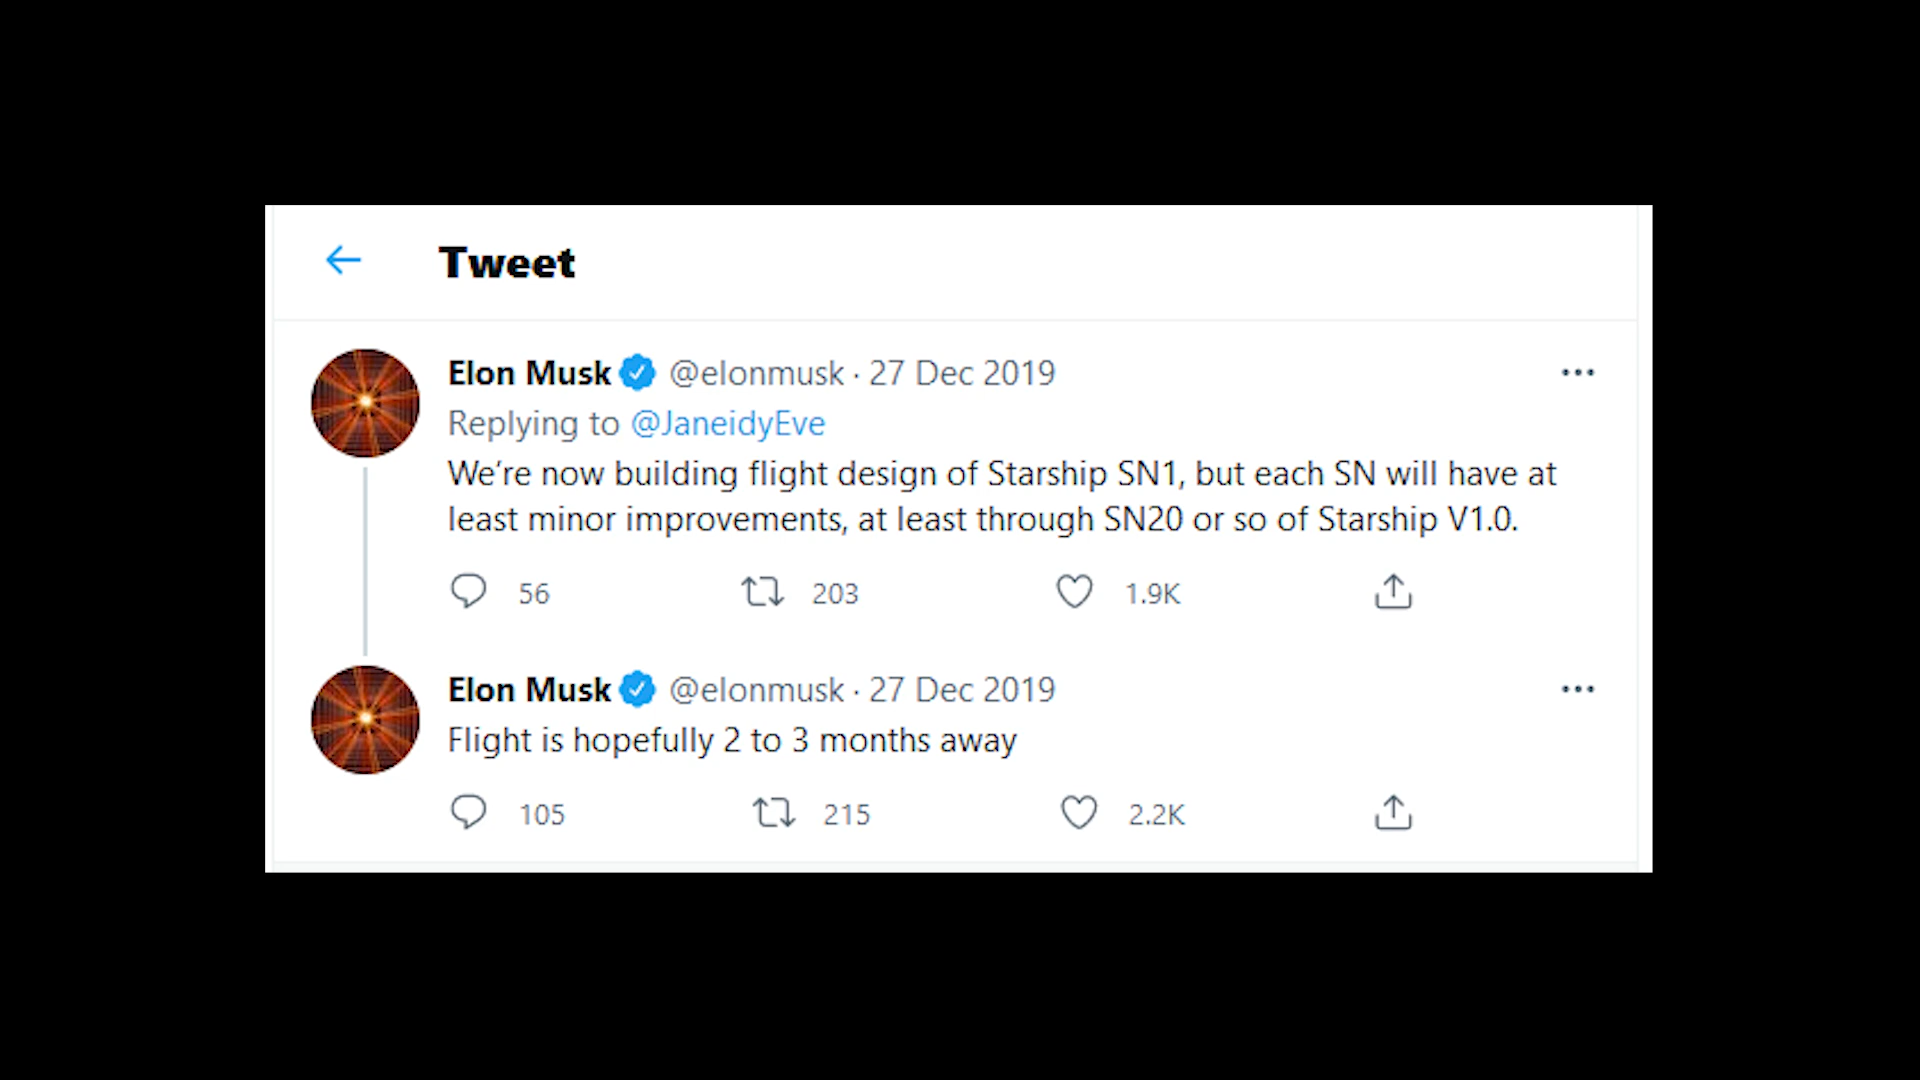 Tweet
Elon Musk @elonmusk · 27 Dec 2019
Replying to @JaneidyEve
We’re now building flight design of Starship SN1, but each SN will have at
least minor improvements, at least through SN20 or so of Starship V1.0.
56 203 1.9K
Elon Musk @elonmusk · 27 Dec 2019
Flight is hopefully 2 to 3 months away
105 215 2.2K